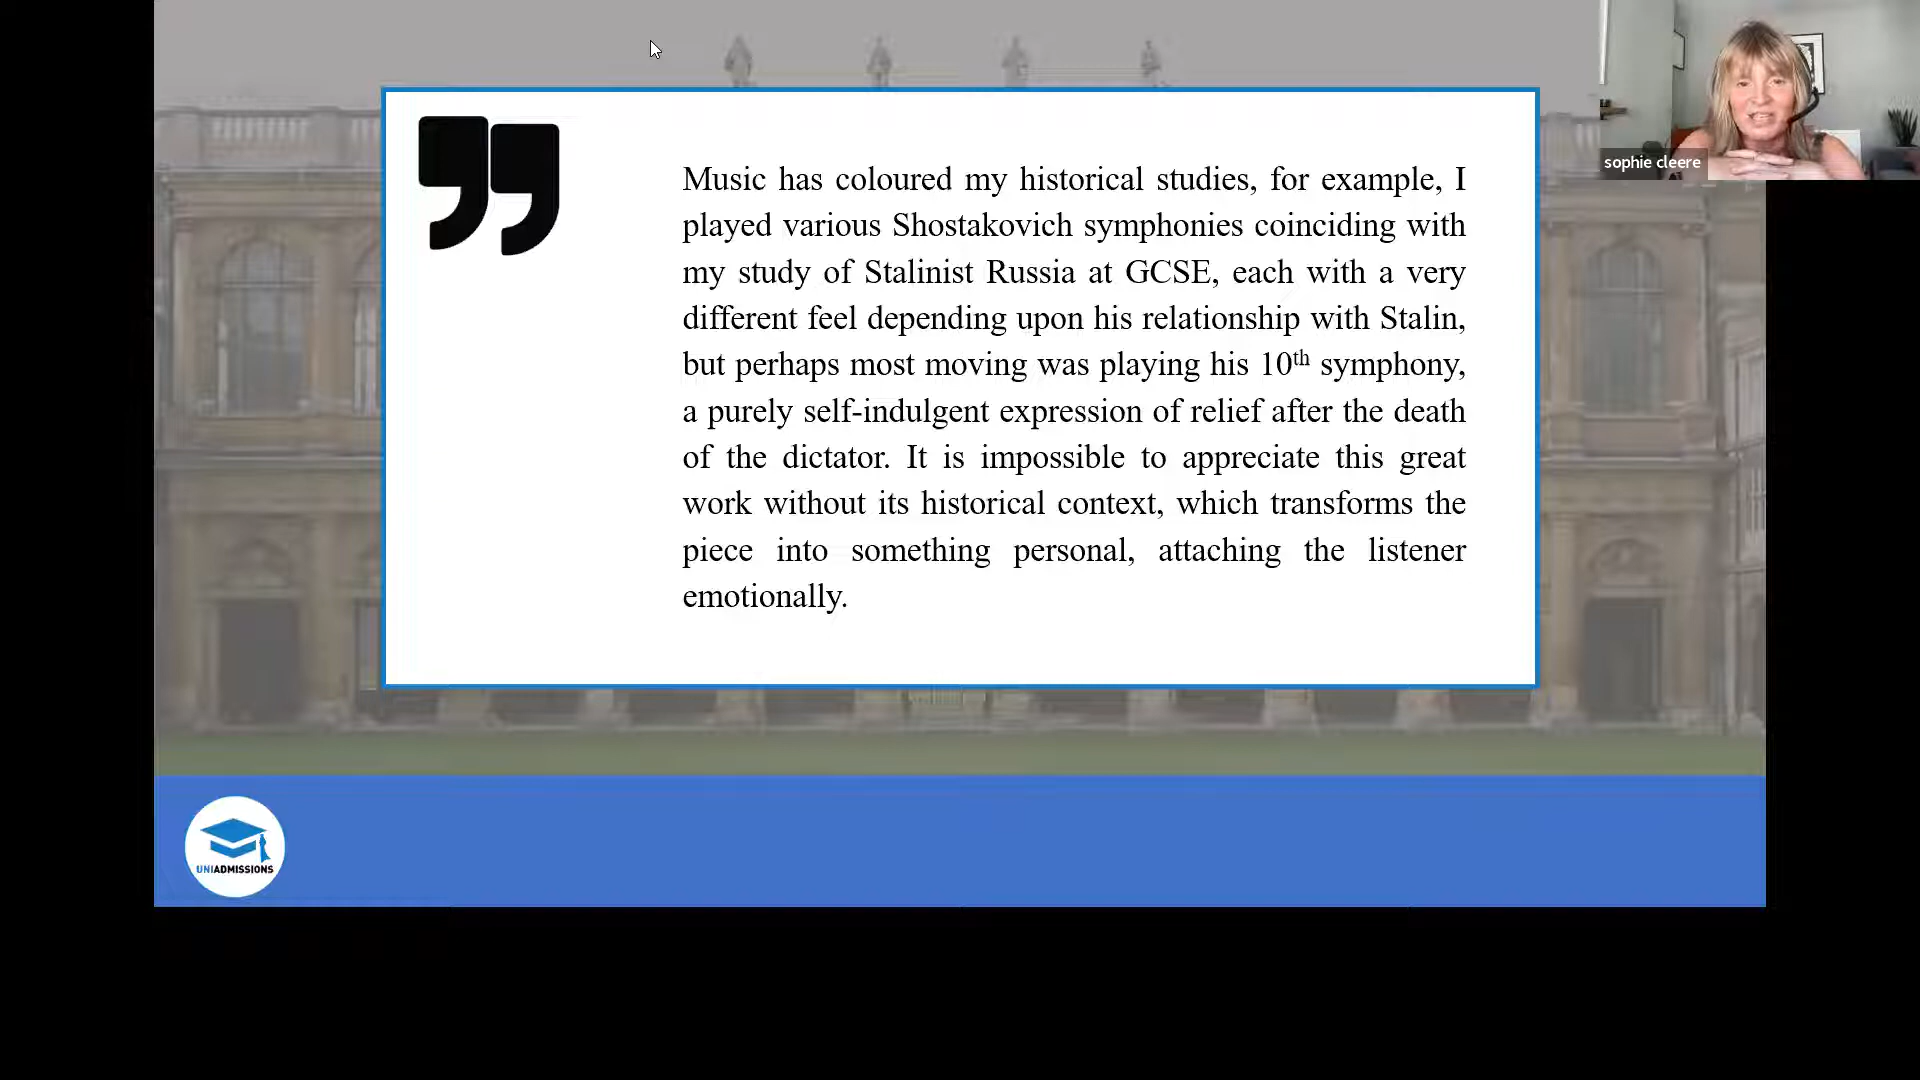 sophie cleere
Music has coloured my historical studies, for example, I
played various Shostakovich symphonies coinciding with
my study of Stalinist Russia at GCSE, each with a very
different feel depending upon his relationship with Stalin,
but perhaps most moving was playing his 10th symphony,
a purely self-indulgent expression of relief after the death
of the dictator. It is impossible to appreciate this great
work without its historical context, which transforms the
piece into something personal, attaching the listener
emotionally.
UNIADMISSIONS